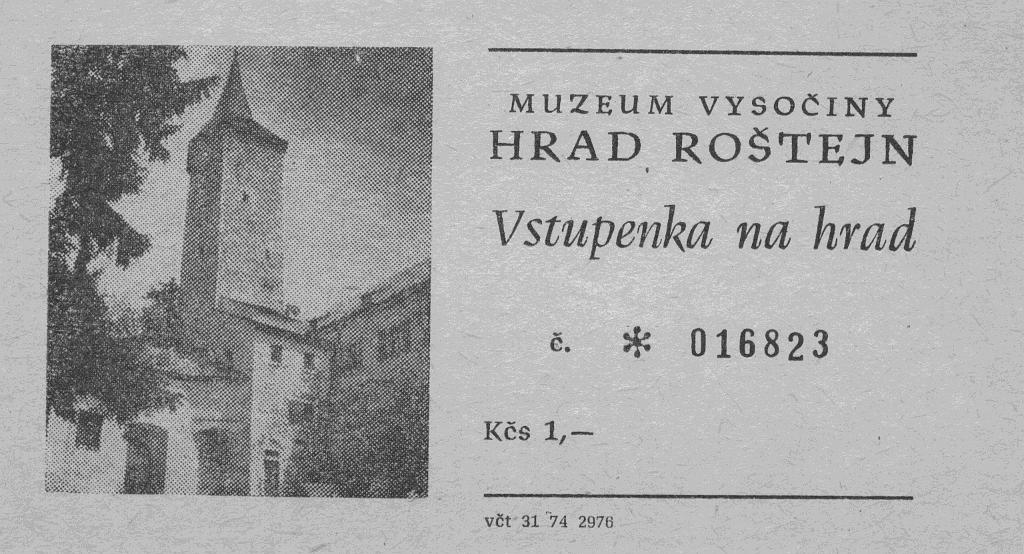 MUZEUM VYSOČINY
HRAD ROŠTEJN
Vstupenka na hrad
č. * 016823
Kčs 1,—
včt 31 74 2976